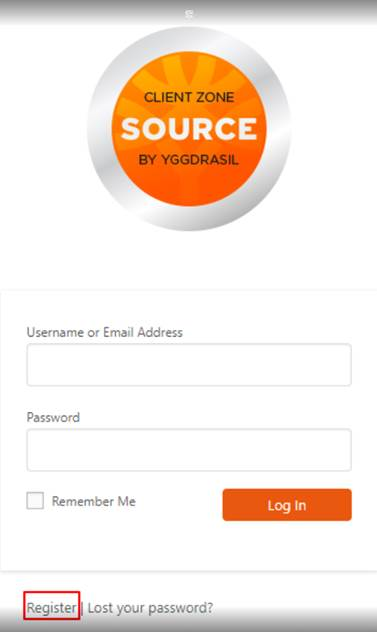 CLIENT ZONE
SOURCE
BY YGGDRASIL
Username or Email Address
Password
Remember Me
Log In
Register | Lost your password?